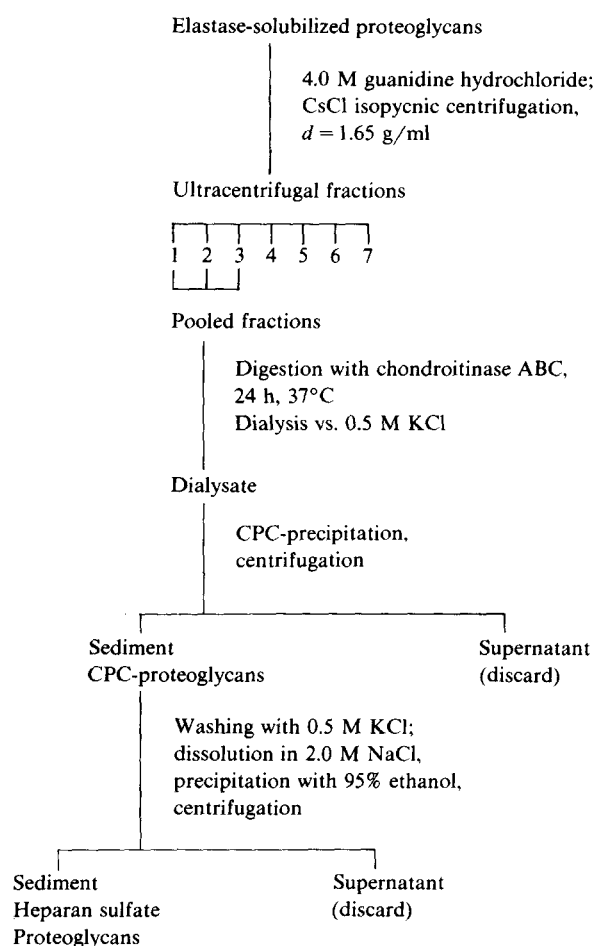 Elastase-solubilized proteoglycans
4.0 M guanidine hydrochloride;
CsCl isopycnic centrifugation,
d = 1.65 g/ml
Ultracentrifugal fractions
1 2 3 4 5 6 7
Pooled fractions
Digestion with chondroitinase ABC,
24 h, 37°C
Dialysis vs. 0.5 M KCl
Dialysate
CPC-precipitation,
centrifugation
Sediment
CPC-proteoglycans
Supernatant
(discard)
Washing with 0.5 M KCl;
dissolution in 2.0 M NaCl,
precipitation with 95% ethanol,
centrifugation
Sediment
Heparan sulfate
Proteoglycans
Supernatant
(discard)